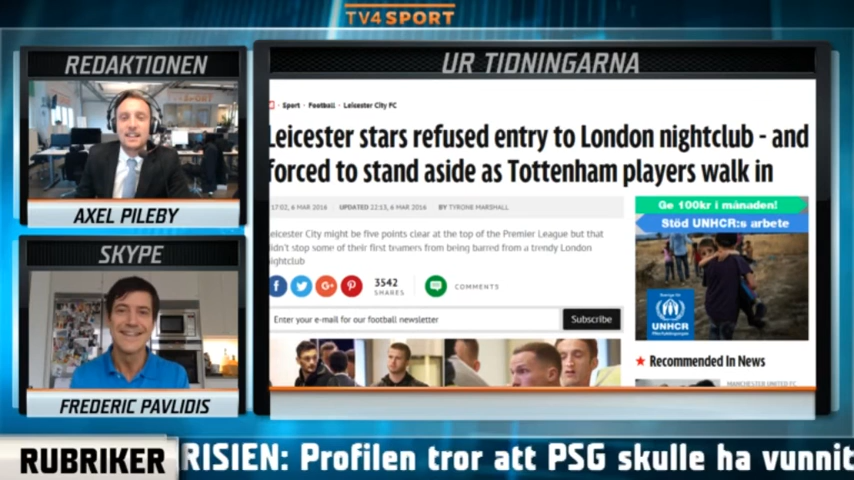 TV4SPORT
REDAKTIONEN
TV4 SPORT
AXEL PILEBY
SKYPE
FREDERIC PAVLIDIS
UR TIDNINGARNA
Sport · Football · Leicester City FC
Leicester stars refused entry to London nightclub - and
forced to stand aside as Tottenham players walk in
17:02, 6 MAR 2016 UPDATED 22:13, 6 MAR 2016 BY TYRONE MARSHALL
eicester City might be five points clear at the top of the Premier League but that
idn't stop some of their first teamers from being barred from a trendy London
nightclub
3542
SHARES
COMMENTS
Enter your e-mail for our football newsletter
Subscribe
Ge 100kr i månaden!
Stöd UNHCR:s arbete
UNHCR
Recommended In News
MANCHESTER UNITED FC
RUBRIKER
RISIEN: Profilen tror att PSG skulle ha vunnit